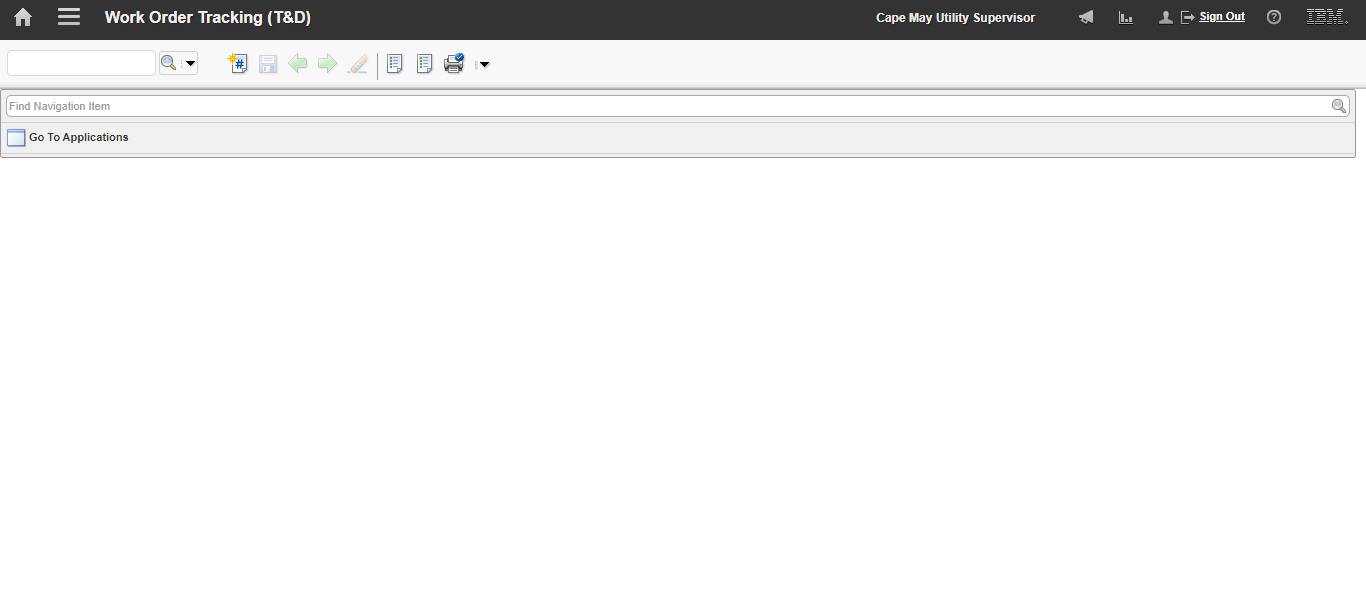 Work Order Tracking (T&D)
Cape May Utility Supervisor
Sign Out
IBM.
Find Navigation Item
Go To Applications